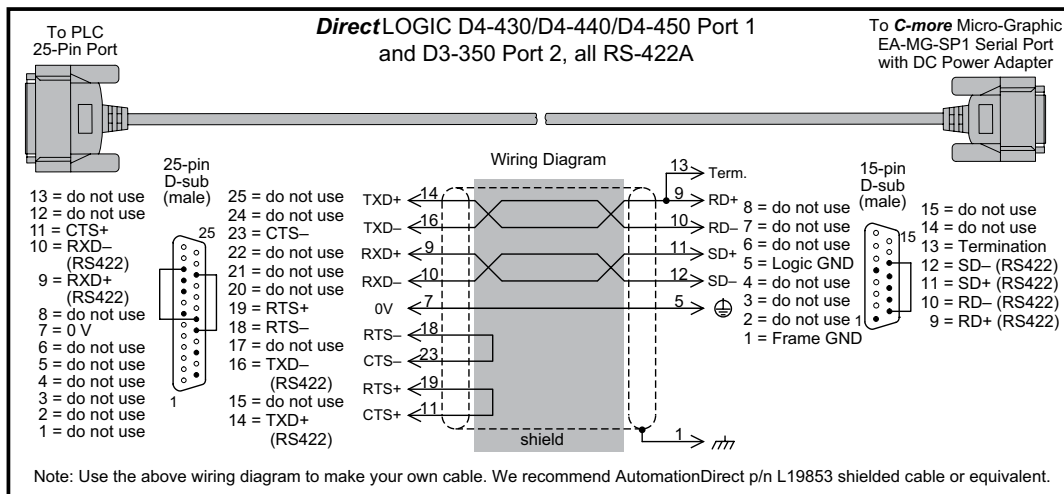 To PLC
25-Pin Port
DirectLOGIC D4-430/D4-440/D4-450 Port 1
and D3-350 Port 2, all RS-422A
To C-more Micro-Graphic
EA-MG-SP1 Serial Port
with DC Power Adapter
25-pin
D-sub
(male)
13 = do not use
12 = do not use
11 = CTS+
10 = RXD–
(RS422)
9 = RXD+
(RS422)
8 = do not use
7 = 0 V
6 = do not use
5 = do not use
4 = do not use
3 = do not use
2 = do not use
1 = do not use
25
1
25 = do not use
24 = do not use
23 = CTS–
22 = do not use
21 = do not use
20 = do not use
19 = RTS+
18 = RTS–
17 = do not use
16 = TXD–
(RS422)
15 = do not use
14 = TXD+
(RS422)
Wiring Diagram
13 Term.
TXD+ 14 9 RD+
TXD– 16 10 RD–
RXD+ 9 11 SD+
RXD– 10 12 SD–
0V 7 5
RTS– 18
CTS– 23
RTS+ 19
CTS+ 11
shield
1
15-pin
D-sub
(male)
8 = do not use
7 = do not use
6 = do not use
5 = Logic GND
4 = do not use
3 = do not use
2 = do not use
1 = Frame GND
15
1
15 = do not use
14 = do not use
13 = Termination
12 = SD– (RS422)
11 = SD+ (RS422)
10 = RD– (RS422)
9 = RD+ (RS422)
Note: Use the above wiring diagram to make your own cable. We recommend AutomationDirect p/n L19853 shielded cable or equivalent.